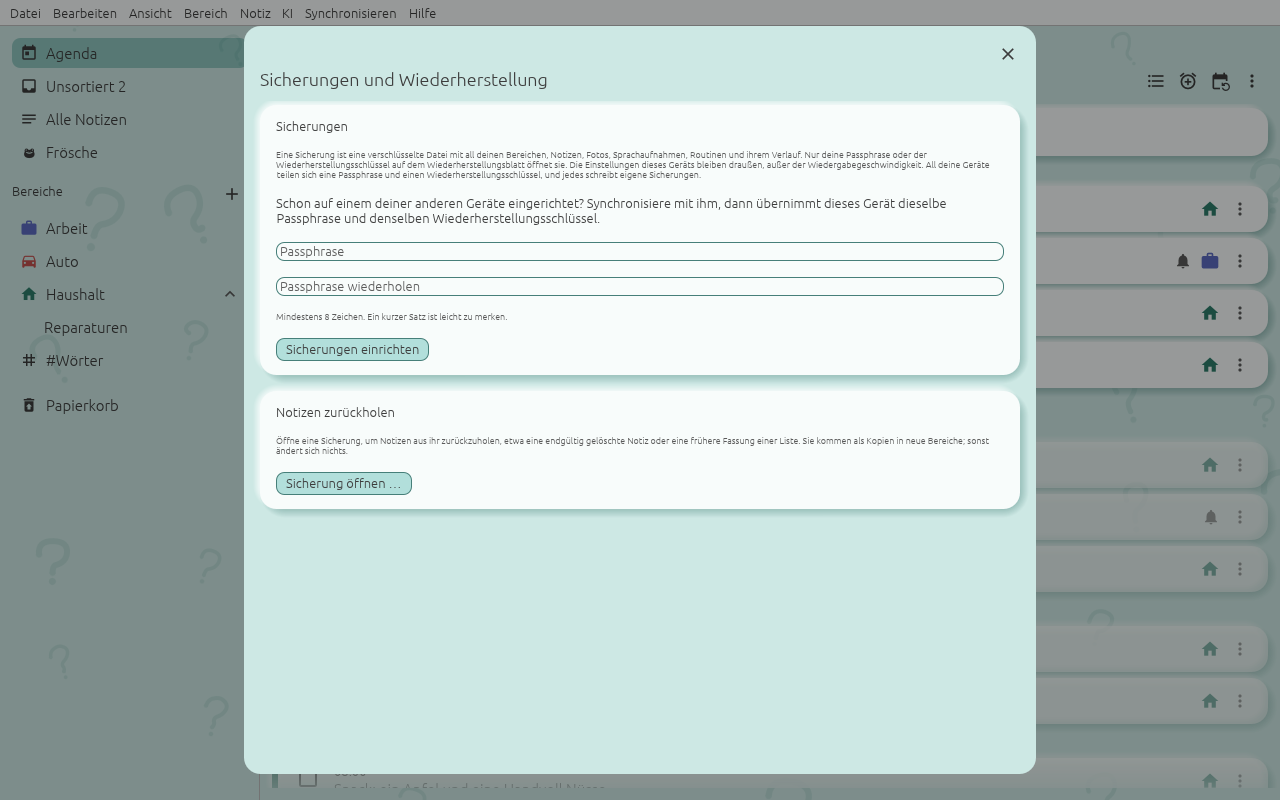 Datei Bearbeiten Ansicht Bereich Notiz KI Synchronisieren Hilfe
Agenda
Unsortiert 2
Alle Notizen
Frösche
Bereiche
Arbeit
Auto
Haushalt
Reparaturen
#Wörter
Papierkorb
Sicherungen und Wiederherstellung
Sicherungen
Eine Sicherung ist eine verschlüsselte Datei mit all deinen Bereichen, Notizen, Fotos, Sprachaufnahmen, Routinen und ihrem Verlauf. Nur deine Passphrase oder der
Wiederherstellungsschlüssel auf dem Wiederherstellungsblatt öffnet sie. Die Einstellungen dieses Geräts bleiben draußen, außer der Wiedergabegeschwindigkeit. All deine Geräte
teilen sich eine Passphrase und einen Wiederherstellungsschlüssel, und jedes schreibt eigene Sicherungen.
Schon auf einem deiner anderen Geräte eingerichtet? Synchronisiere mit ihm, dann übernimmt dieses Gerät dieselbe
Passphrase und denselben Wiederherstellungsschlüssel.
Passphrase
Passphrase wiederholen
Mindestens 8 Zeichen. Ein kurzer Satz ist leicht zu merken.
Sicherungen einrichten
Notizen zurückholen
Öffne eine Sicherung, um Notizen aus ihr zurückzuholen, etwa eine endgültig gelöschte Notiz oder eine frühere Fassung einer Liste. Sie kommen als Kopien in neue Bereiche; sonst
ändert sich nichts.
Sicherung öffnen …